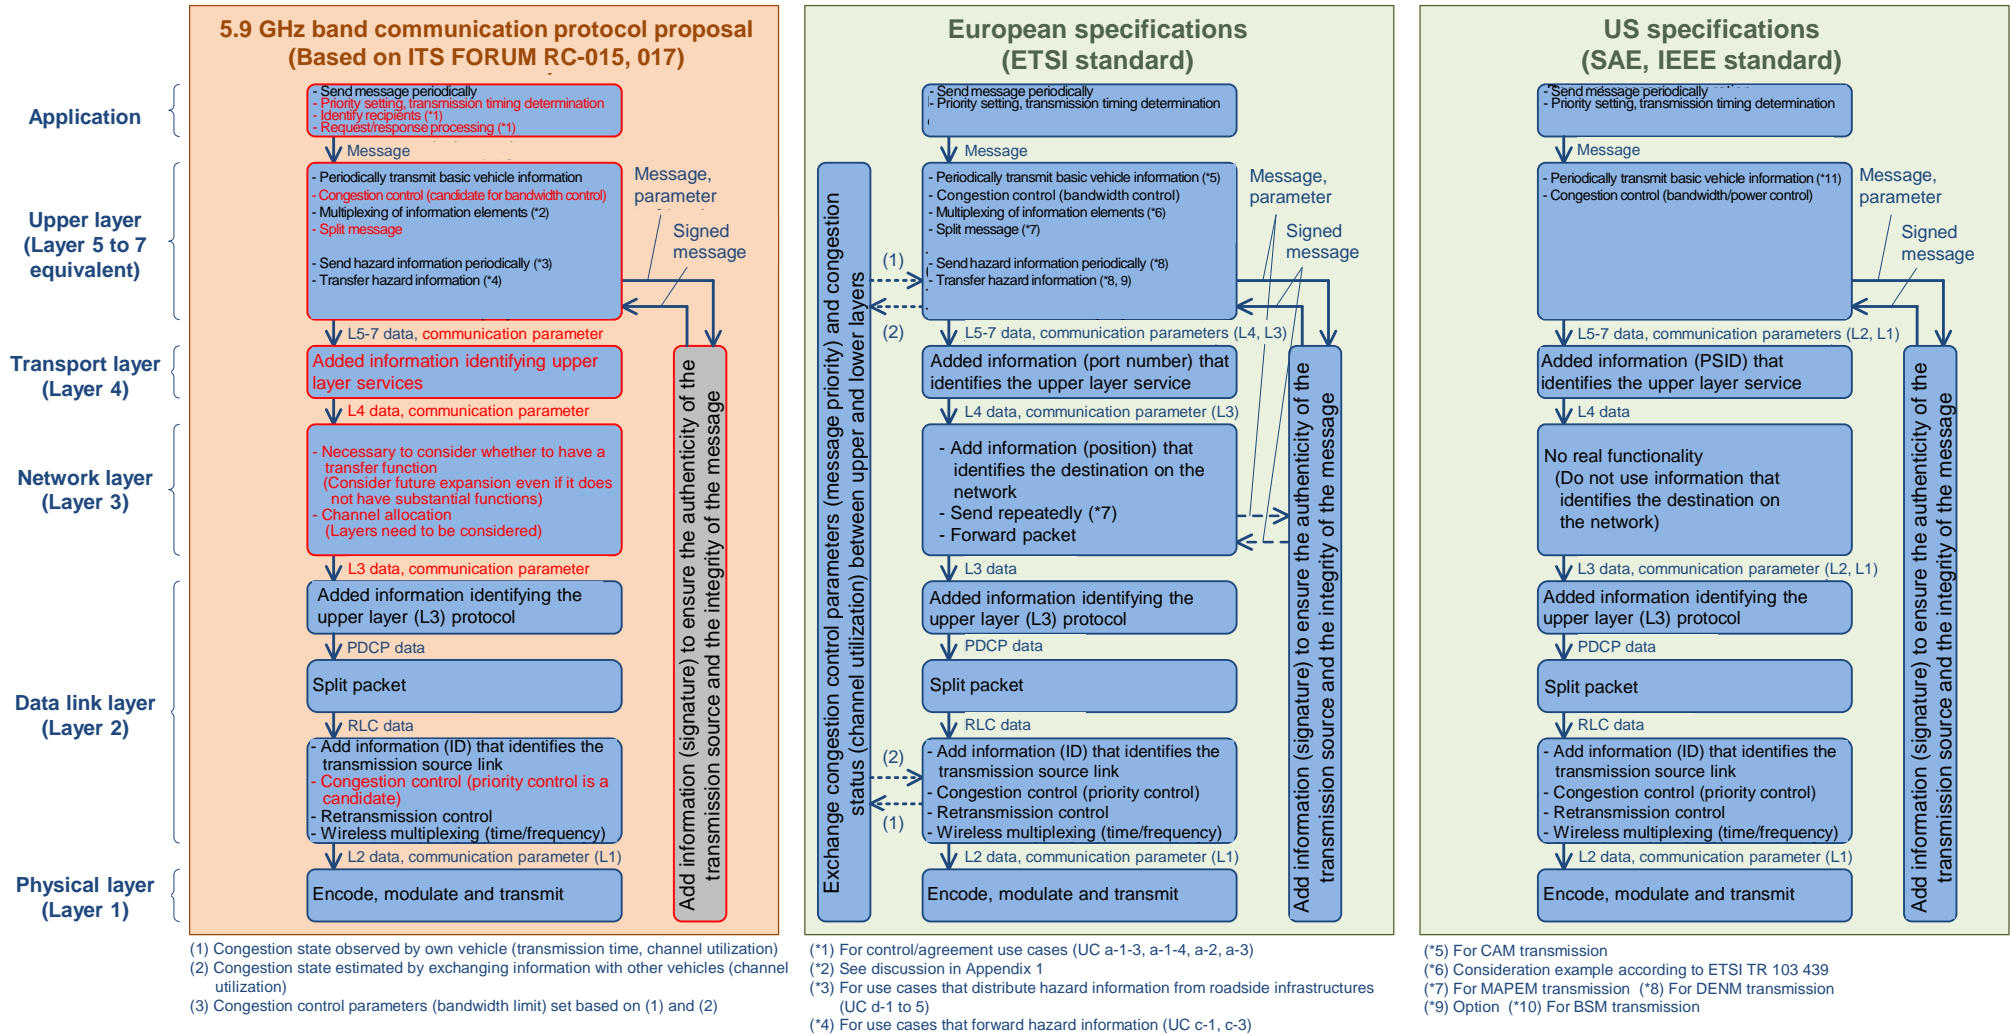 5.9 GHz band communication protocol proposal
(Based on ITS FORUM RC-015, 017)
European specifications
(ETSI standard)
US specifications
(SAE, IEEE standard)
Application
Upper layer
(Layer 5 to 7
equivalent)
Transport layer
(Layer 4)
Network layer
(Layer 3)
Data link layer
(Layer 2)
Physical layer
(Layer 1)
- Send message periodically
- Priority setting, transmission timing determination
- Identify recipients (*1)
- Request/response processing (*1)
Message
- Periodically transmit basic vehicle information
- Congestion control (candidate for bandwidth control)
- Multiplexing of information elements (*2)
- Split message
- Send hazard information periodically (*3)
- Transfer hazard information (*4)
Message,
parameter
Signed
message
L5-7 data, communication parameter
Added information identifying upper
layer services
L4 data, communication parameter
- Necessary to consider whether to have a
transfer function
(Consider future expansion even if it does
not have substantial functions)
- Channel allocation
(Layers need to be considered)
L3 data, communication parameter
Added information identifying the
upper layer (L3) protocol
PDCP data
Split packet
RLC data
- Add information (ID) that identifies the
transmission source link
- Congestion control (priority control is a
candidate)
- Retransmission control
- Wireless multiplexing (time/frequency)
L2 data, communication parameter (L1)
Encode, modulate and transmit
Add information (signature) to ensure the authenticity of the
transmission source and the integrity of the message
Exchange congestion control parameters (message priority) and congestion
status (channel utilization) between upper and lower layers
(1)
(2)
(2)
(1)
- Send message periodically
- Priority setting, transmission timing determination
Message
- Periodically transmit basic vehicle information (*5)
- Congestion control (bandwidth control)
- Multiplexing of information elements (*6)
- Split message (*7)
- Send hazard information periodically (*8)
- Transfer hazard information (*8, 9)
Message,
parameter
Signed
message
L5-7 data, communication parameters (L4, L3)
Added information (port number) that
identifies the upper layer service
L4 data, communication parameter (L3)
- Add information (position) that
identifies the destination on the
network
- Send repeatedly (*7)
- Forward packet
L3 data
Added information identifying the
upper layer (L3) protocol
PDCP data
Split packet
RLC data
- Add information (ID) that identifies the
transmission source link
- Congestion control (priority control)
- Retransmission control
- Wireless multiplexing (time/frequency)
L2 data, communication parameter (L1)
Encode, modulate and transmit
Add information (signature) to ensure the authenticity of the
transmission source and the integrity of the message
- Send message periodically
- Priority setting, transmission timing determination
Message
- Periodically transmit basic vehicle information (*11)
- Congestion control (bandwidth/power control)
Message,
parameter
Signed
message
L5-7 data, communication parameters (L2, L1)
Added information (PSID) that
identifies the upper layer service
L4 data
No real functionality
(Do not use information that
identifies the destination on
the network)
L3 data, communication parameter (L2, L1)
Added information identifying the
upper layer (L3) protocol
PDCP data
Split packet
RLC data
- Add information (ID) that identifies the
transmission source link
- Congestion control (priority control)
- Retransmission control
- Wireless multiplexing (time/frequency)
L2 data, communication parameter (L1)
Encode, modulate and transmit
Add information (signature) to ensure the authenticity of the
transmission source and the integrity of the message
(1) Congestion state observed by own vehicle (transmission time, channel utilization)
(2) Congestion state estimated by exchanging information with other vehicles (channel
utilization)
(3) Congestion control parameters (bandwidth limit) set based on (1) and (2)
(*1) For control/agreement use cases (UC a-1-3, a-1-4, a-2, a-3)
(*2) See discussion in Appendix 1
(*3) For use cases that distribute hazard information from roadside infrastructures
(UC d-1 to 5)
(*4) For use cases that forward hazard information (UC c-1, c-3)
(*5) For CAM transmission
(*6) Consideration example according to ETSI TR 103 439
(*7) For MAPEM transmission (*8) For DENM transmission
(*9) Option (*10) For BSM transmission